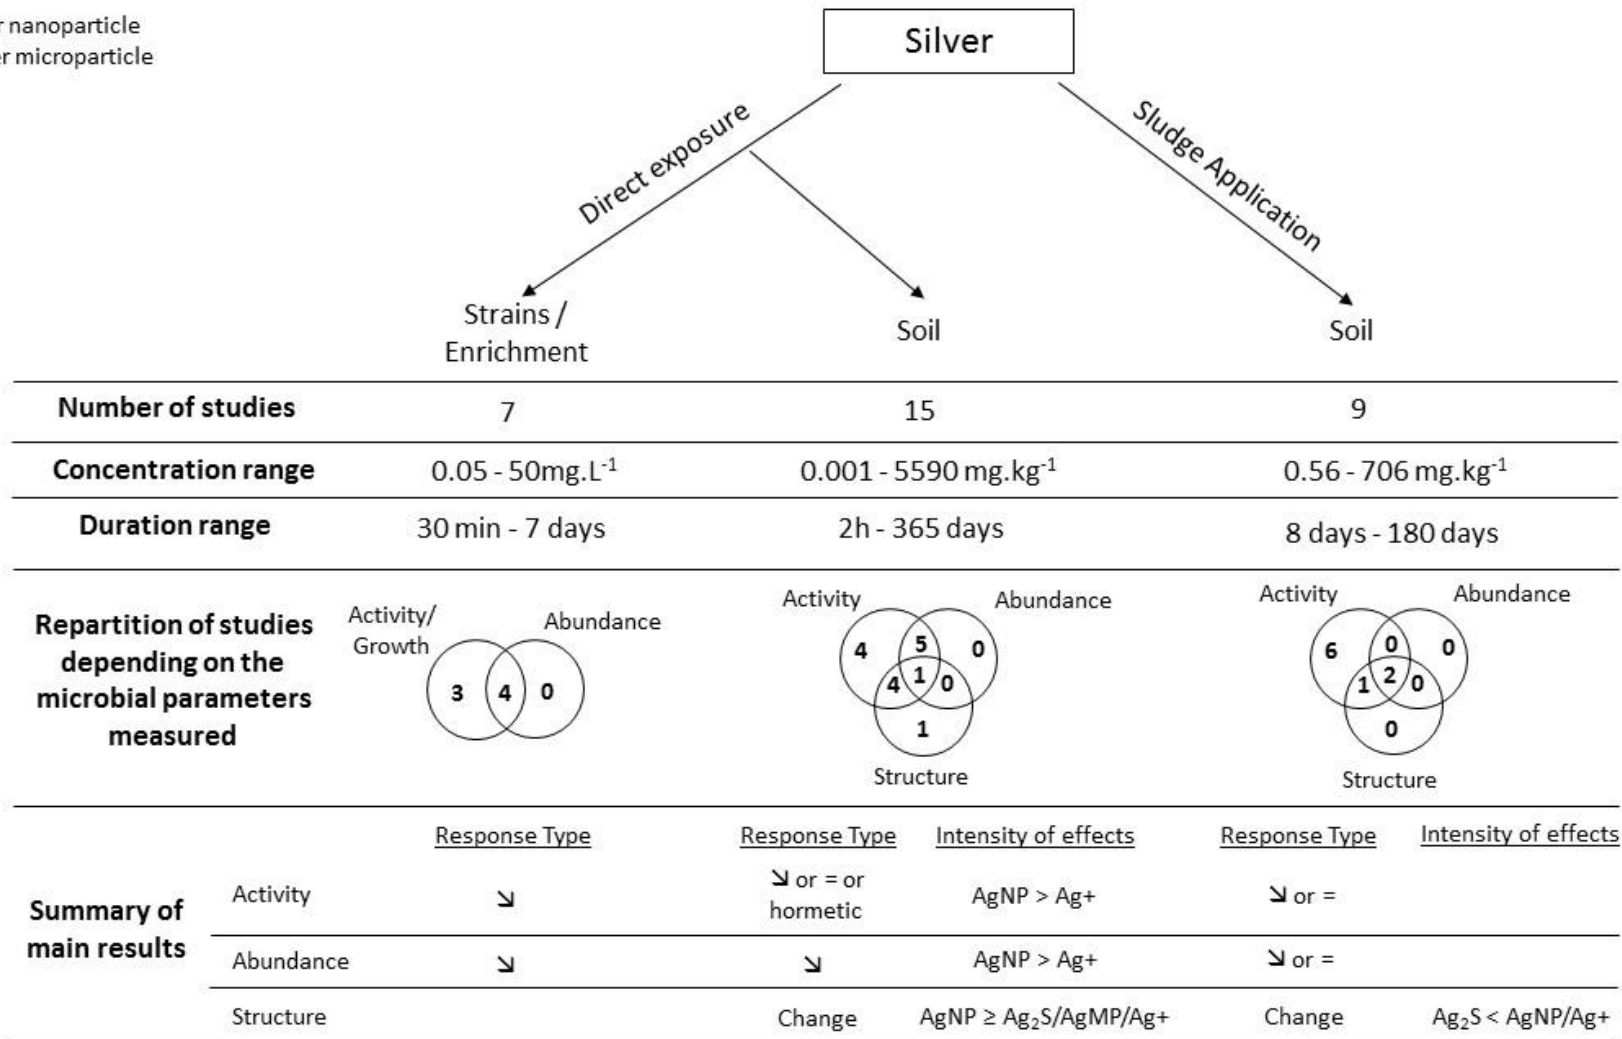 nanoparticle
microparticle
Silver
Direct exposure
Sludge Application
Strains /
Enrichment
Soil
Soil
Number of studies
7
15
9
Concentration range
0.05 - 50mg.L-1
0.001 - 5590 mg.kg-1
0.56 - 706 mg.kg-1
Duration range
30 min - 7 days
2h - 365 days
8 days - 180 days
Repartition of studies
depending on the
microbial parameters
measured
Activity/
Growth
Abundance
3 4 0
Activity
Abundance
4 5 0
4 1 0
1
Structure
Activity
Abundance
6 0 0
1 2 0
0
Structure
Summary of
main results
Response Type
Response Type
Intensity of effects
Response Type
Intensity of effects
Activity
↘
↘ or = or
hormetic
AgNP > Ag+
↘ or =
Abundance
↘
↘
AgNP > Ag+
↘ or =
Structure
Change
AgNP ≥ Ag₂S/AgMP/Ag+
Change
Ag₂S < AgNP/Ag+